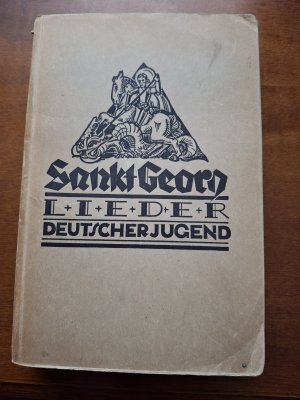 Sankt Georg
L+I+E+D+E+R
DEUTSCHER JUGEND